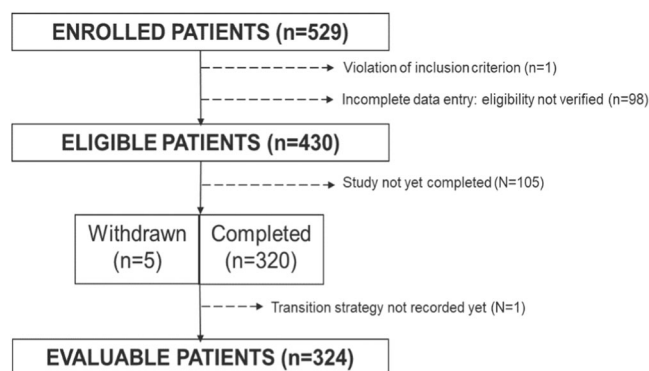 ENROLLED PATIENTS (n=529)
Violation of inclusion criterion (n=1)
Incomplete data entry: eligibility not verified (n=98)
ELIGIBLE PATIENTS (n=430)
Study not yet completed (N=105)
Withdrawn
(n=5)
Completed
(n=320)
Transition strategy not recorded yet (N=1)
EVALUABLE PATIENTS (n=324)